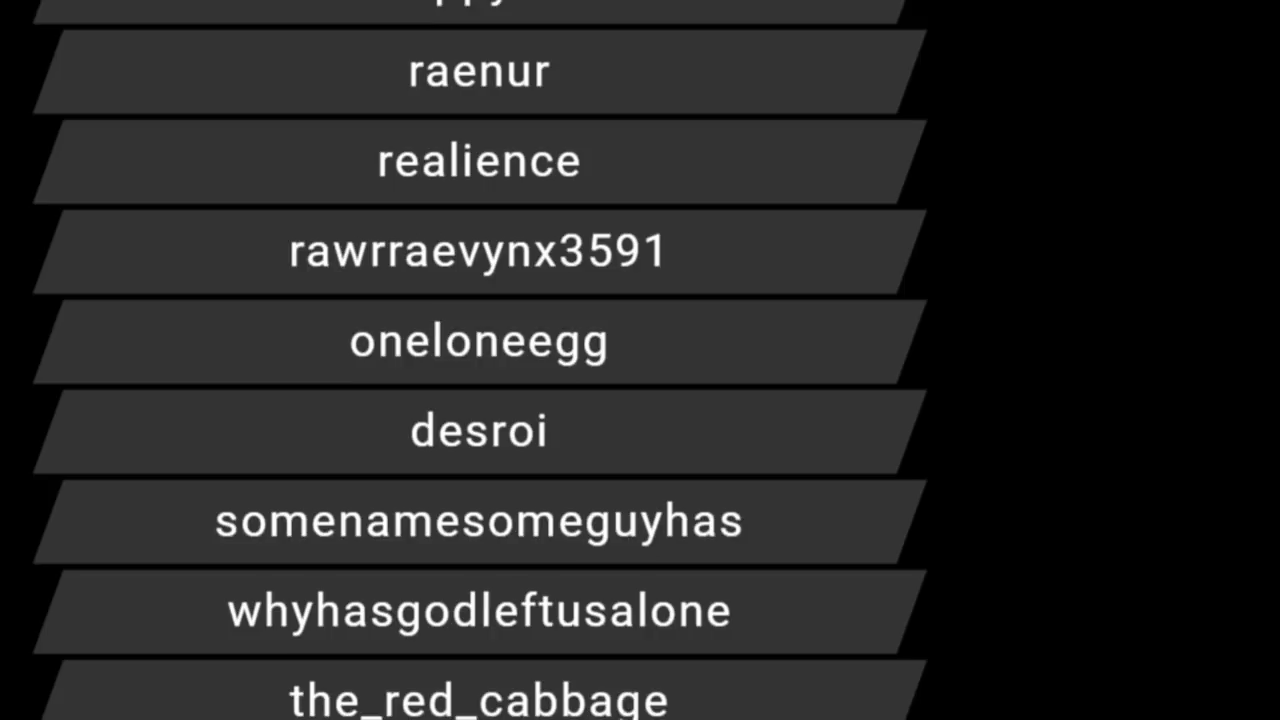 raenur
realience
rawrraevynx3591
oneloneegg
desroi
somenamesomeguyhas
whyhasgodleftusalone
the_red_cabbage